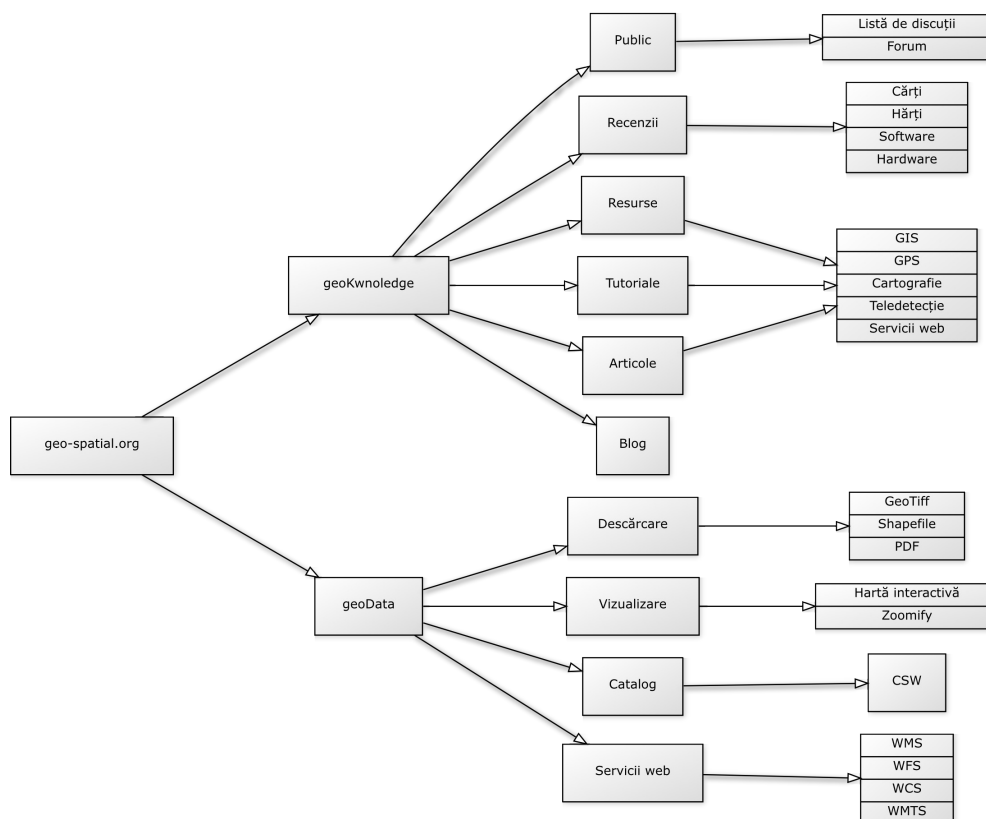 Public
Listă de discuții
Forum
Recenzii
Cărți
Hărți
Software
Hardware
Resurse
GIS
GPS
Cartografie
Teledetecție
Servicii web
geoKwnoledge
Tutoriale
Articole
geo-spatial.org
Blog
Descărcare
GeoTiff
Shapefile
PDF
geoData
Vizualizare
Hartă interactivă
Zoomify
Catalog
CSW
Servicii web
WMS
WFS
WCS
WMTS